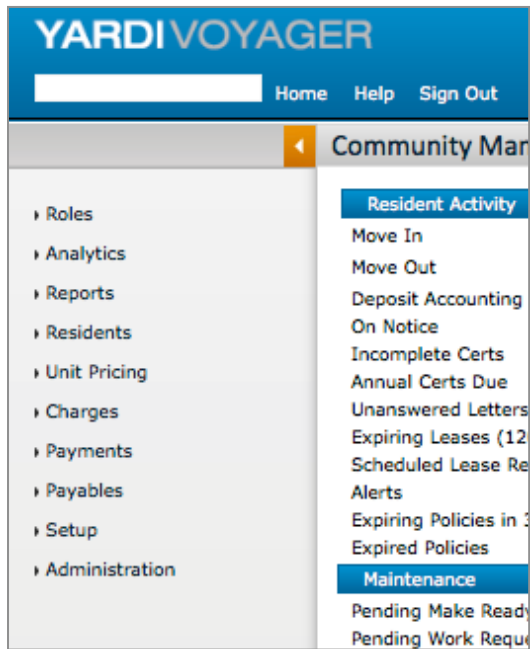 YARDI VOYAGER
Home Help Sign Out
Community Mar
Roles
Analytics
Reports
Residents
Unit Pricing
Charges
Payments
Payables
Setup
Administration
Resident Activity
Move In
Move Out
Deposit Accounting
On Notice
Incomplete Certs
Annual Certs Due
Unanswered Letters
Expiring Leases (12
Scheduled Lease Re
Alerts
Expiring Policies in 3
Expired Policies
Maintenance
Pending Make Ready
Pending Work Reque